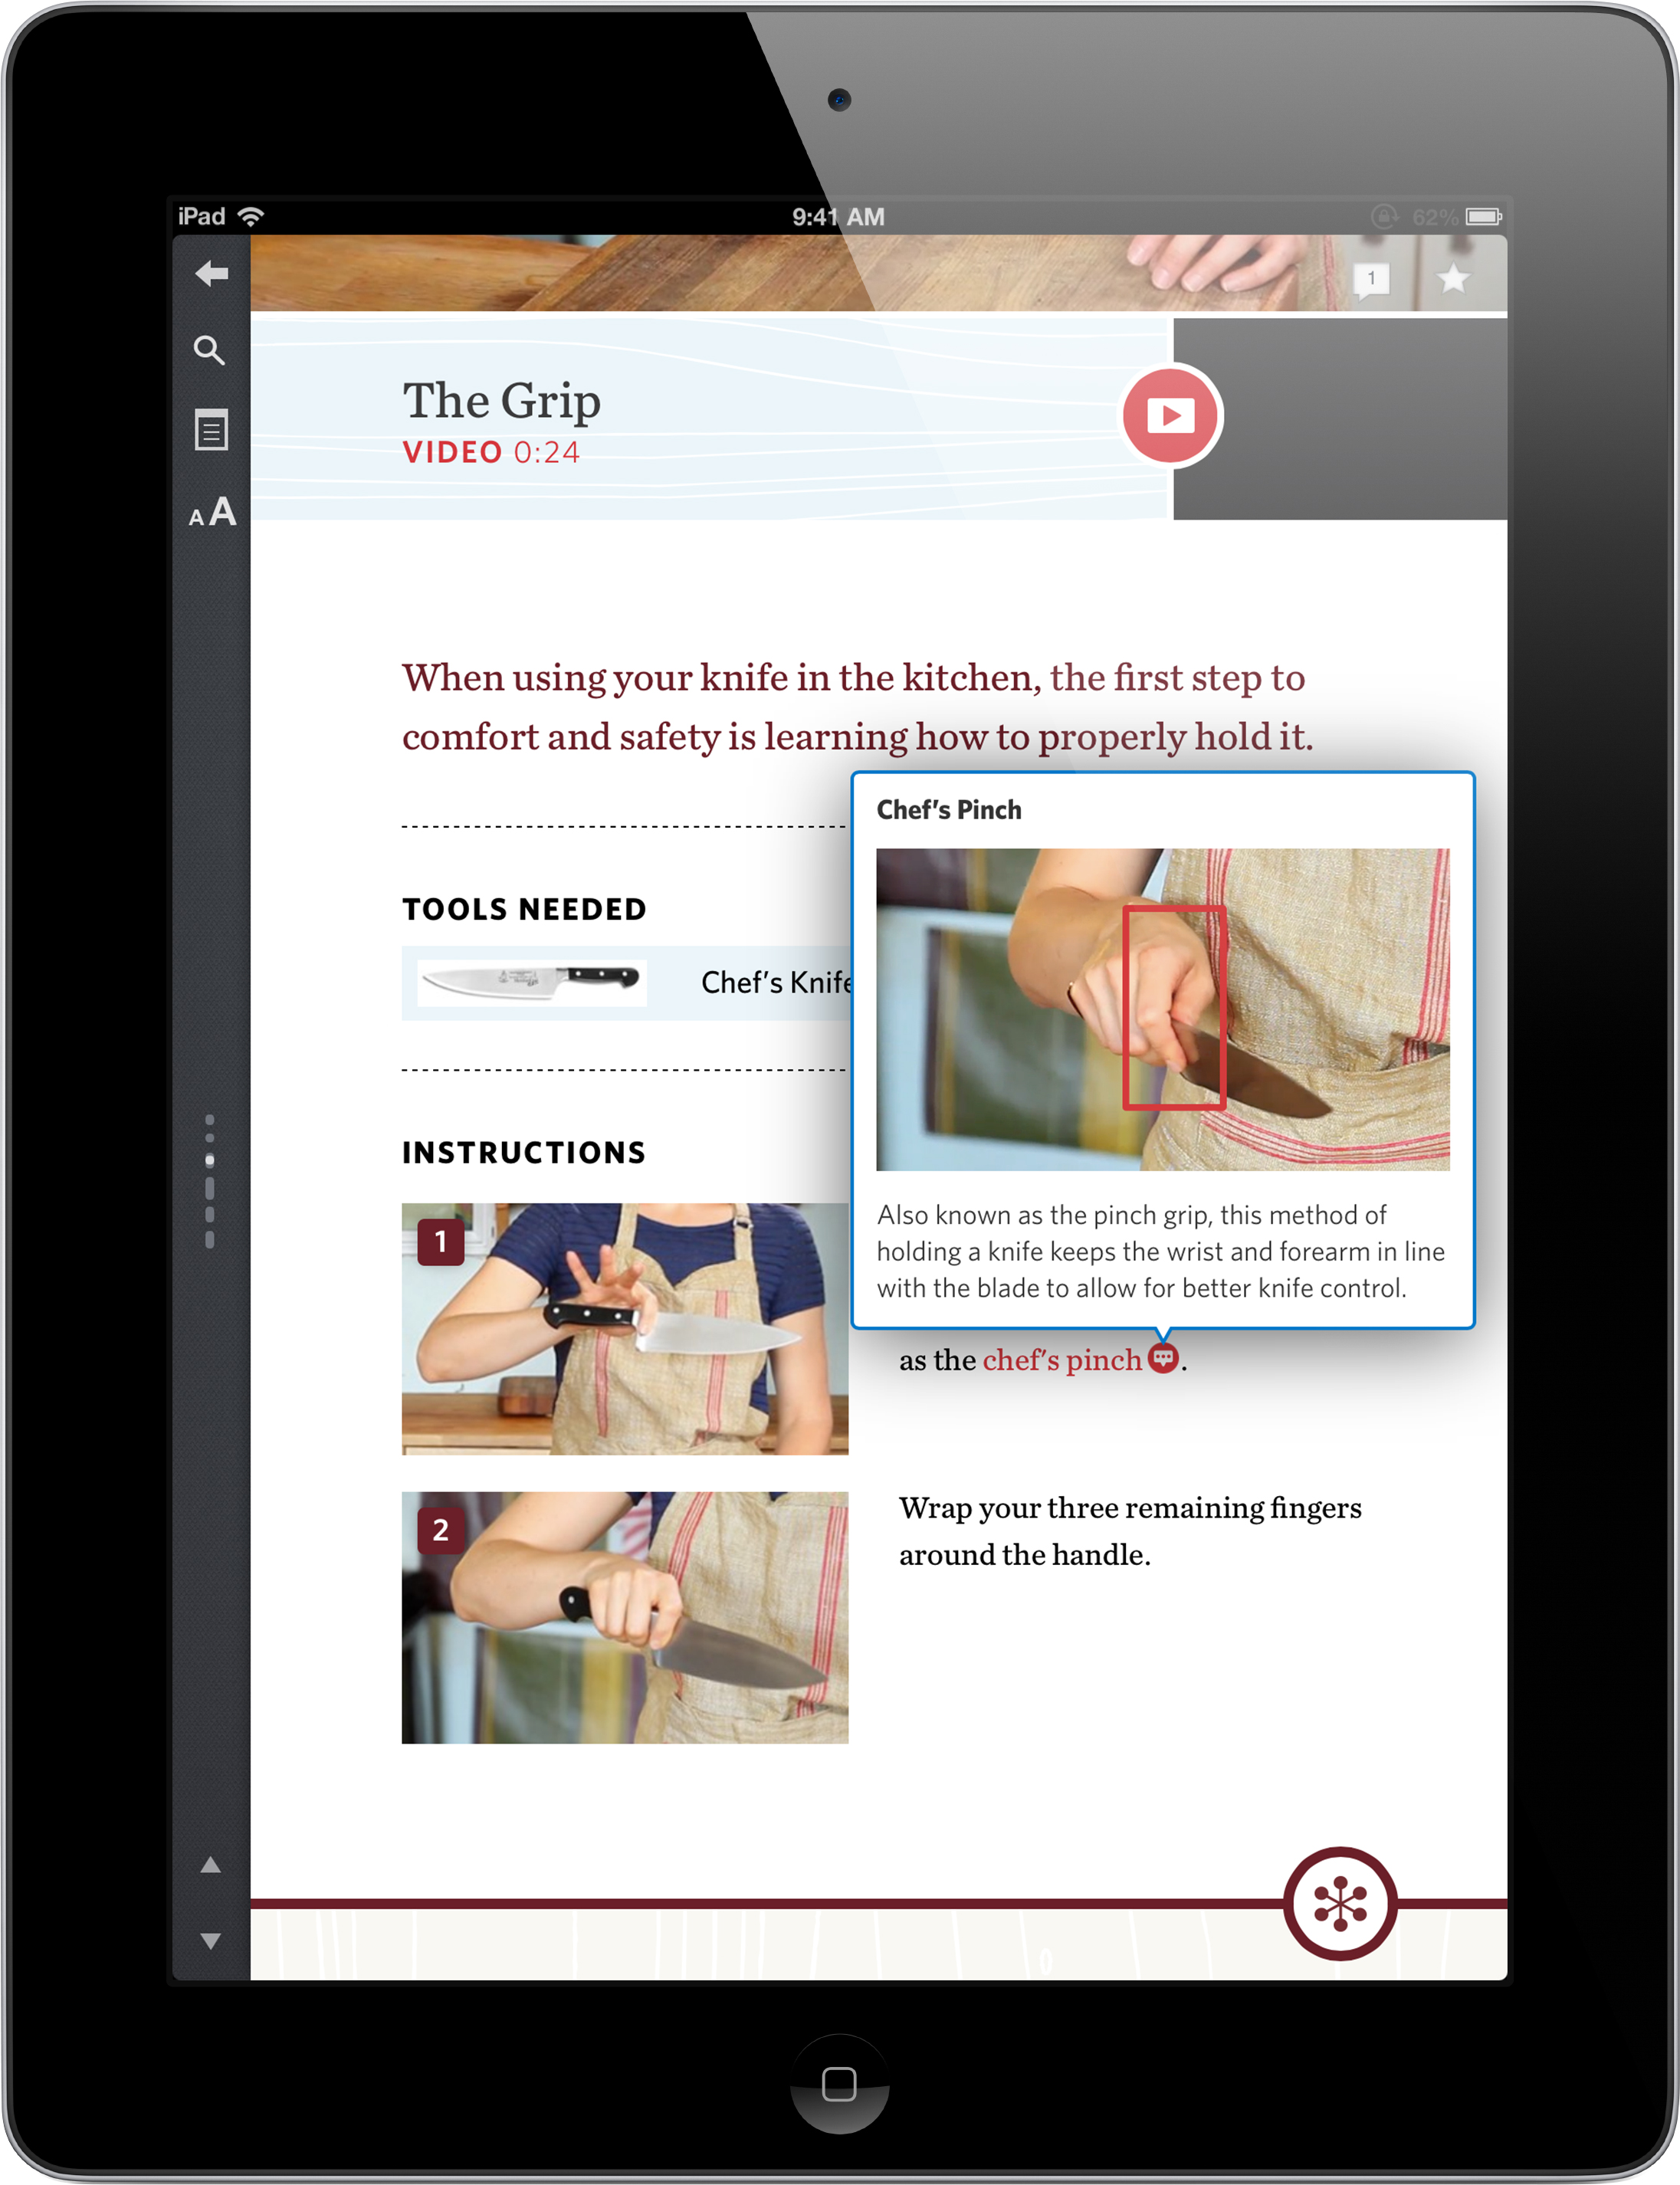 iPad 9:41 AM 62%
1
AA
The Grip
VIDEO 0:24
When using your knife in the kitchen, the first step to
comfort and safety is learning how to properly hold it.
TOOLS NEEDED
Chef's Knife
INSTRUCTIONS
1
Chef's Pinch
Also known as the pinch grip, this method of
holding a knife keeps the wrist and forearm in line
with the blade to allow for better knife control.
as the chef's pinch .
2
Wrap your three remaining fingers
around the handle.